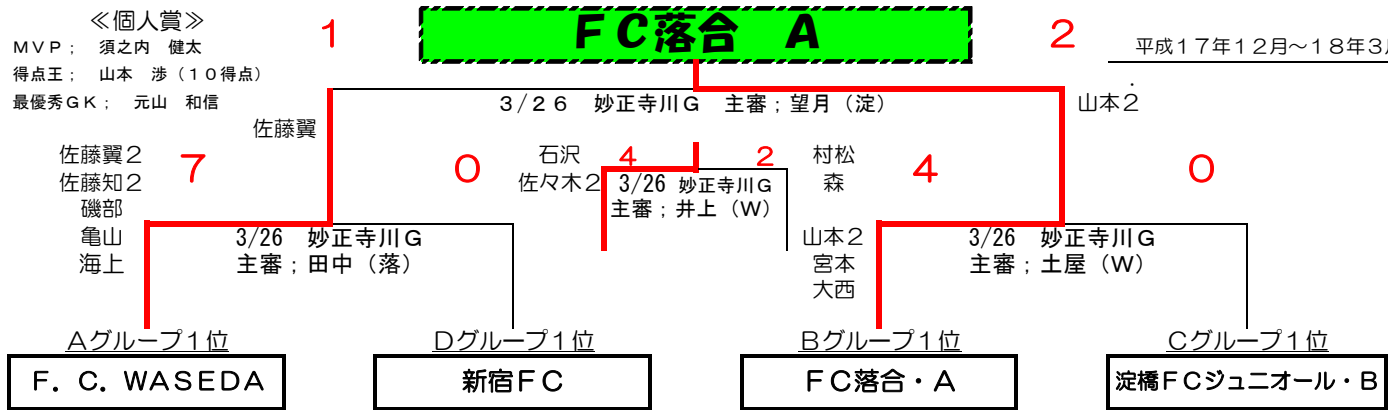 ≪個人賞≫
MVP； 須之内 健太
得点王； 山本 渉（10得点）
最優秀GK； 元山 和信
1
FC落合 A
2
平成17年12月～18年3月
3/26 妙正寺川G 主審；望月（淀）
佐藤翼
山本2
佐藤翼2
佐藤知2
磯部
亀山
海上
7
0
石沢
佐々木2
4
2
3/26 妙正寺川G
主審；井上（W）
村松
森
4
0
3/26 妙正寺川G
主審；田中（落）
山本2
宮本
大西
3/26 妙正寺川G
主審；土屋（W）
Aグループ1位
Dグループ1位
Bグループ1位
Cグループ1位
F．C．WASEDA
新宿FC
FC落合・A
淀橋FCジュニオール・B